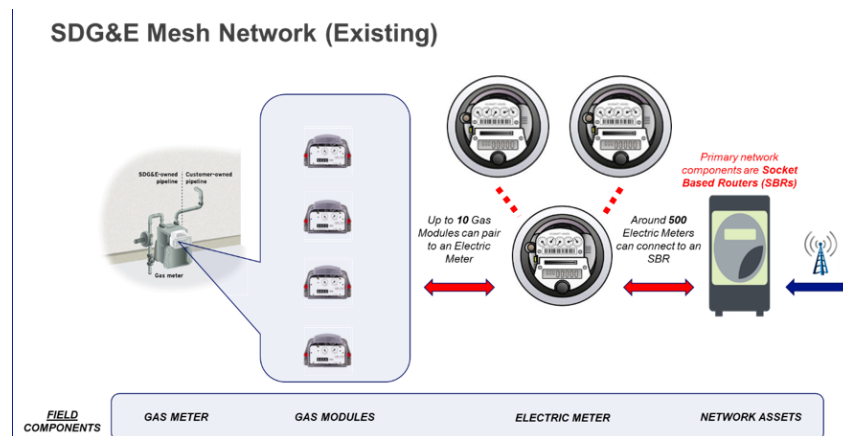 SDG&E Mesh Network (Existing)
SDG&E-owned
pipeline
Customer-owned
pipeline
Gas meter
Up to 10 Gas
Modules can pair
to an Electric
Meter
Around 500
Electric Meters
can connect to an
SBR
Primary network
components are Socket
Based Routers (SBRs)
FIELD
COMPONENTS
GAS METER
GAS MODULES
ELECTRIC METER
NETWORK ASSETS